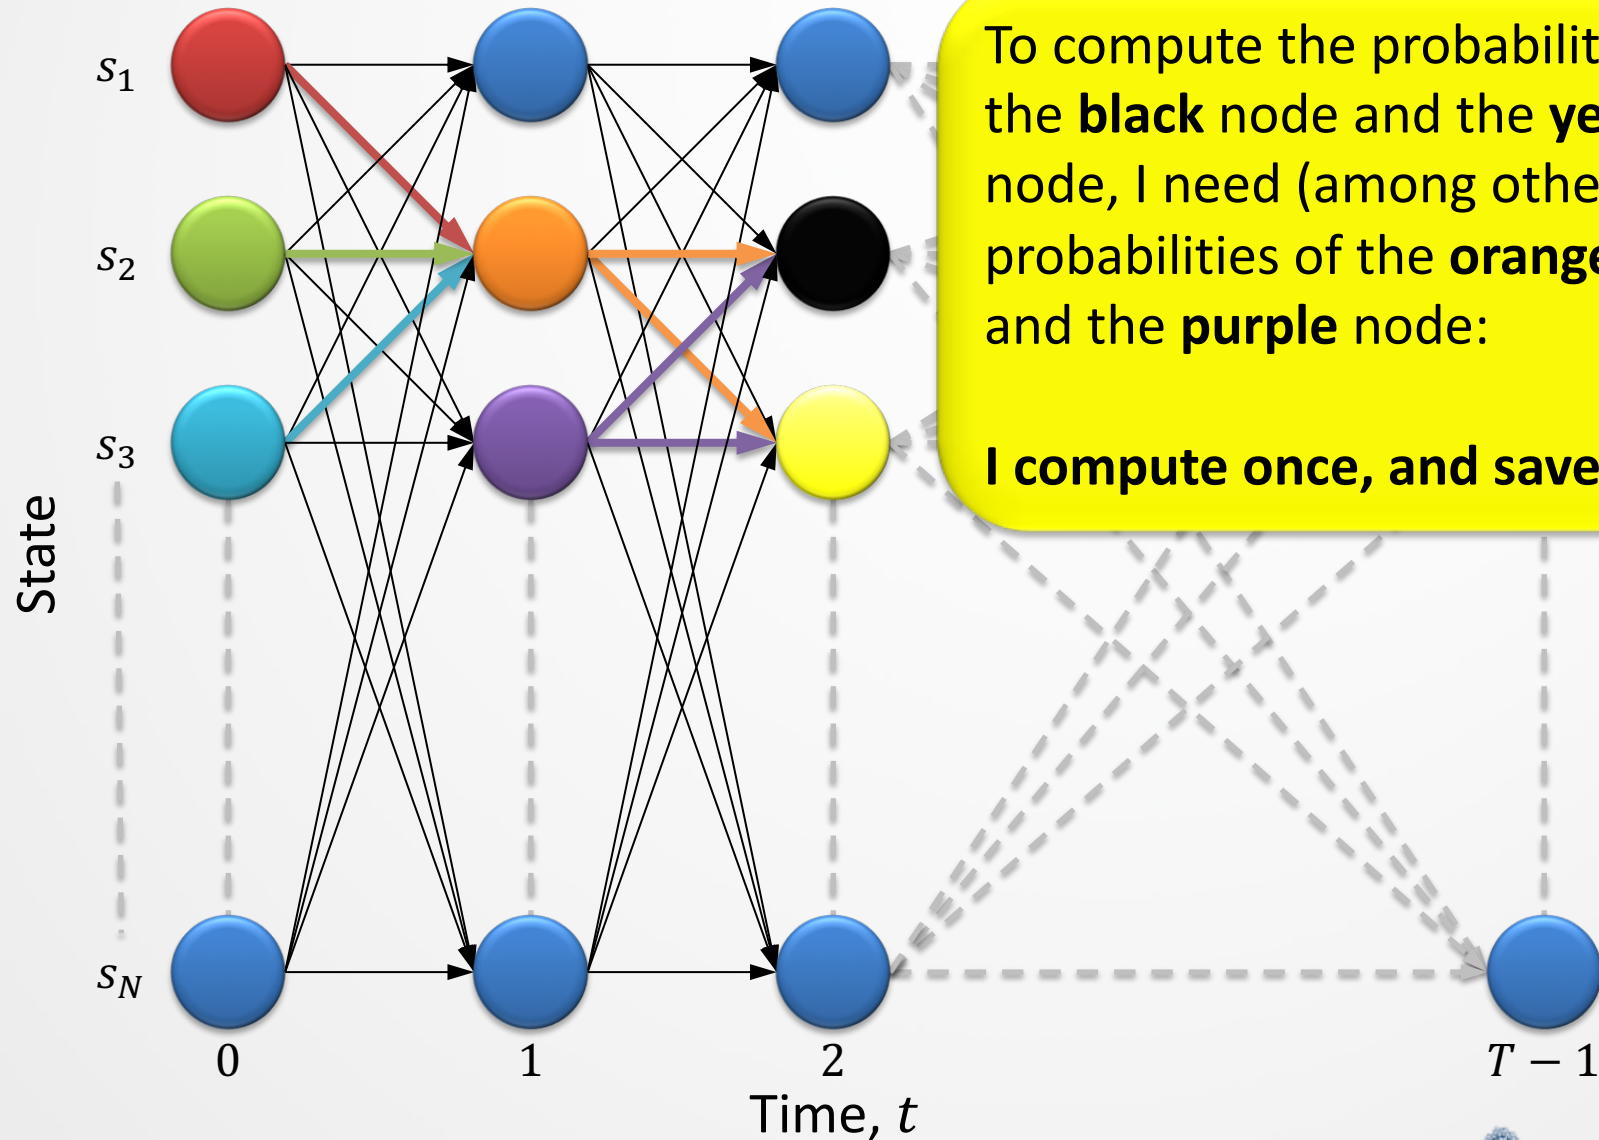 To compute the probabilit
the black node and the ye
node, I need (among othe
probabilities of the orange
and the purple node:
I compute once, and save
s₁
s₂
s₃
s_N
State
0 1 2 T − 1
Time, t